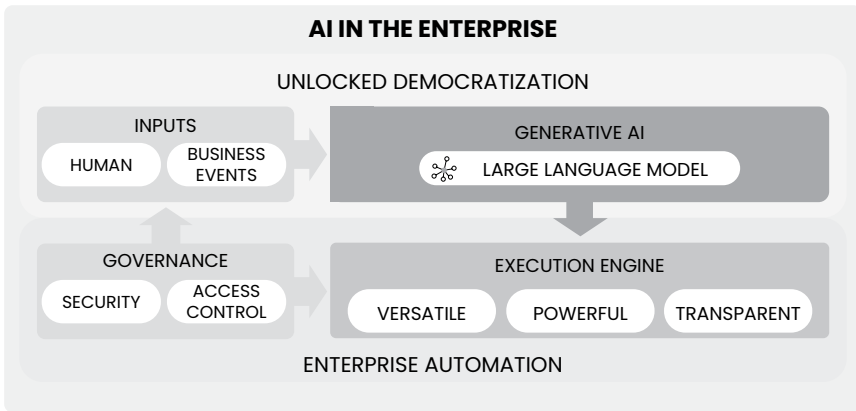 AI IN THE ENTERPRISE
UNLOCKED DEMOCRATIZATION
INPUTS
HUMAN
BUSINESS
EVENTS
GENERATIVE AI
LARGE LANGUAGE MODEL
GOVERNANCE
SECURITY
ACCESS
CONTROL
EXECUTION ENGINE
VERSATILE
POWERFUL
TRANSPARENT
ENTERPRISE AUTOMATION